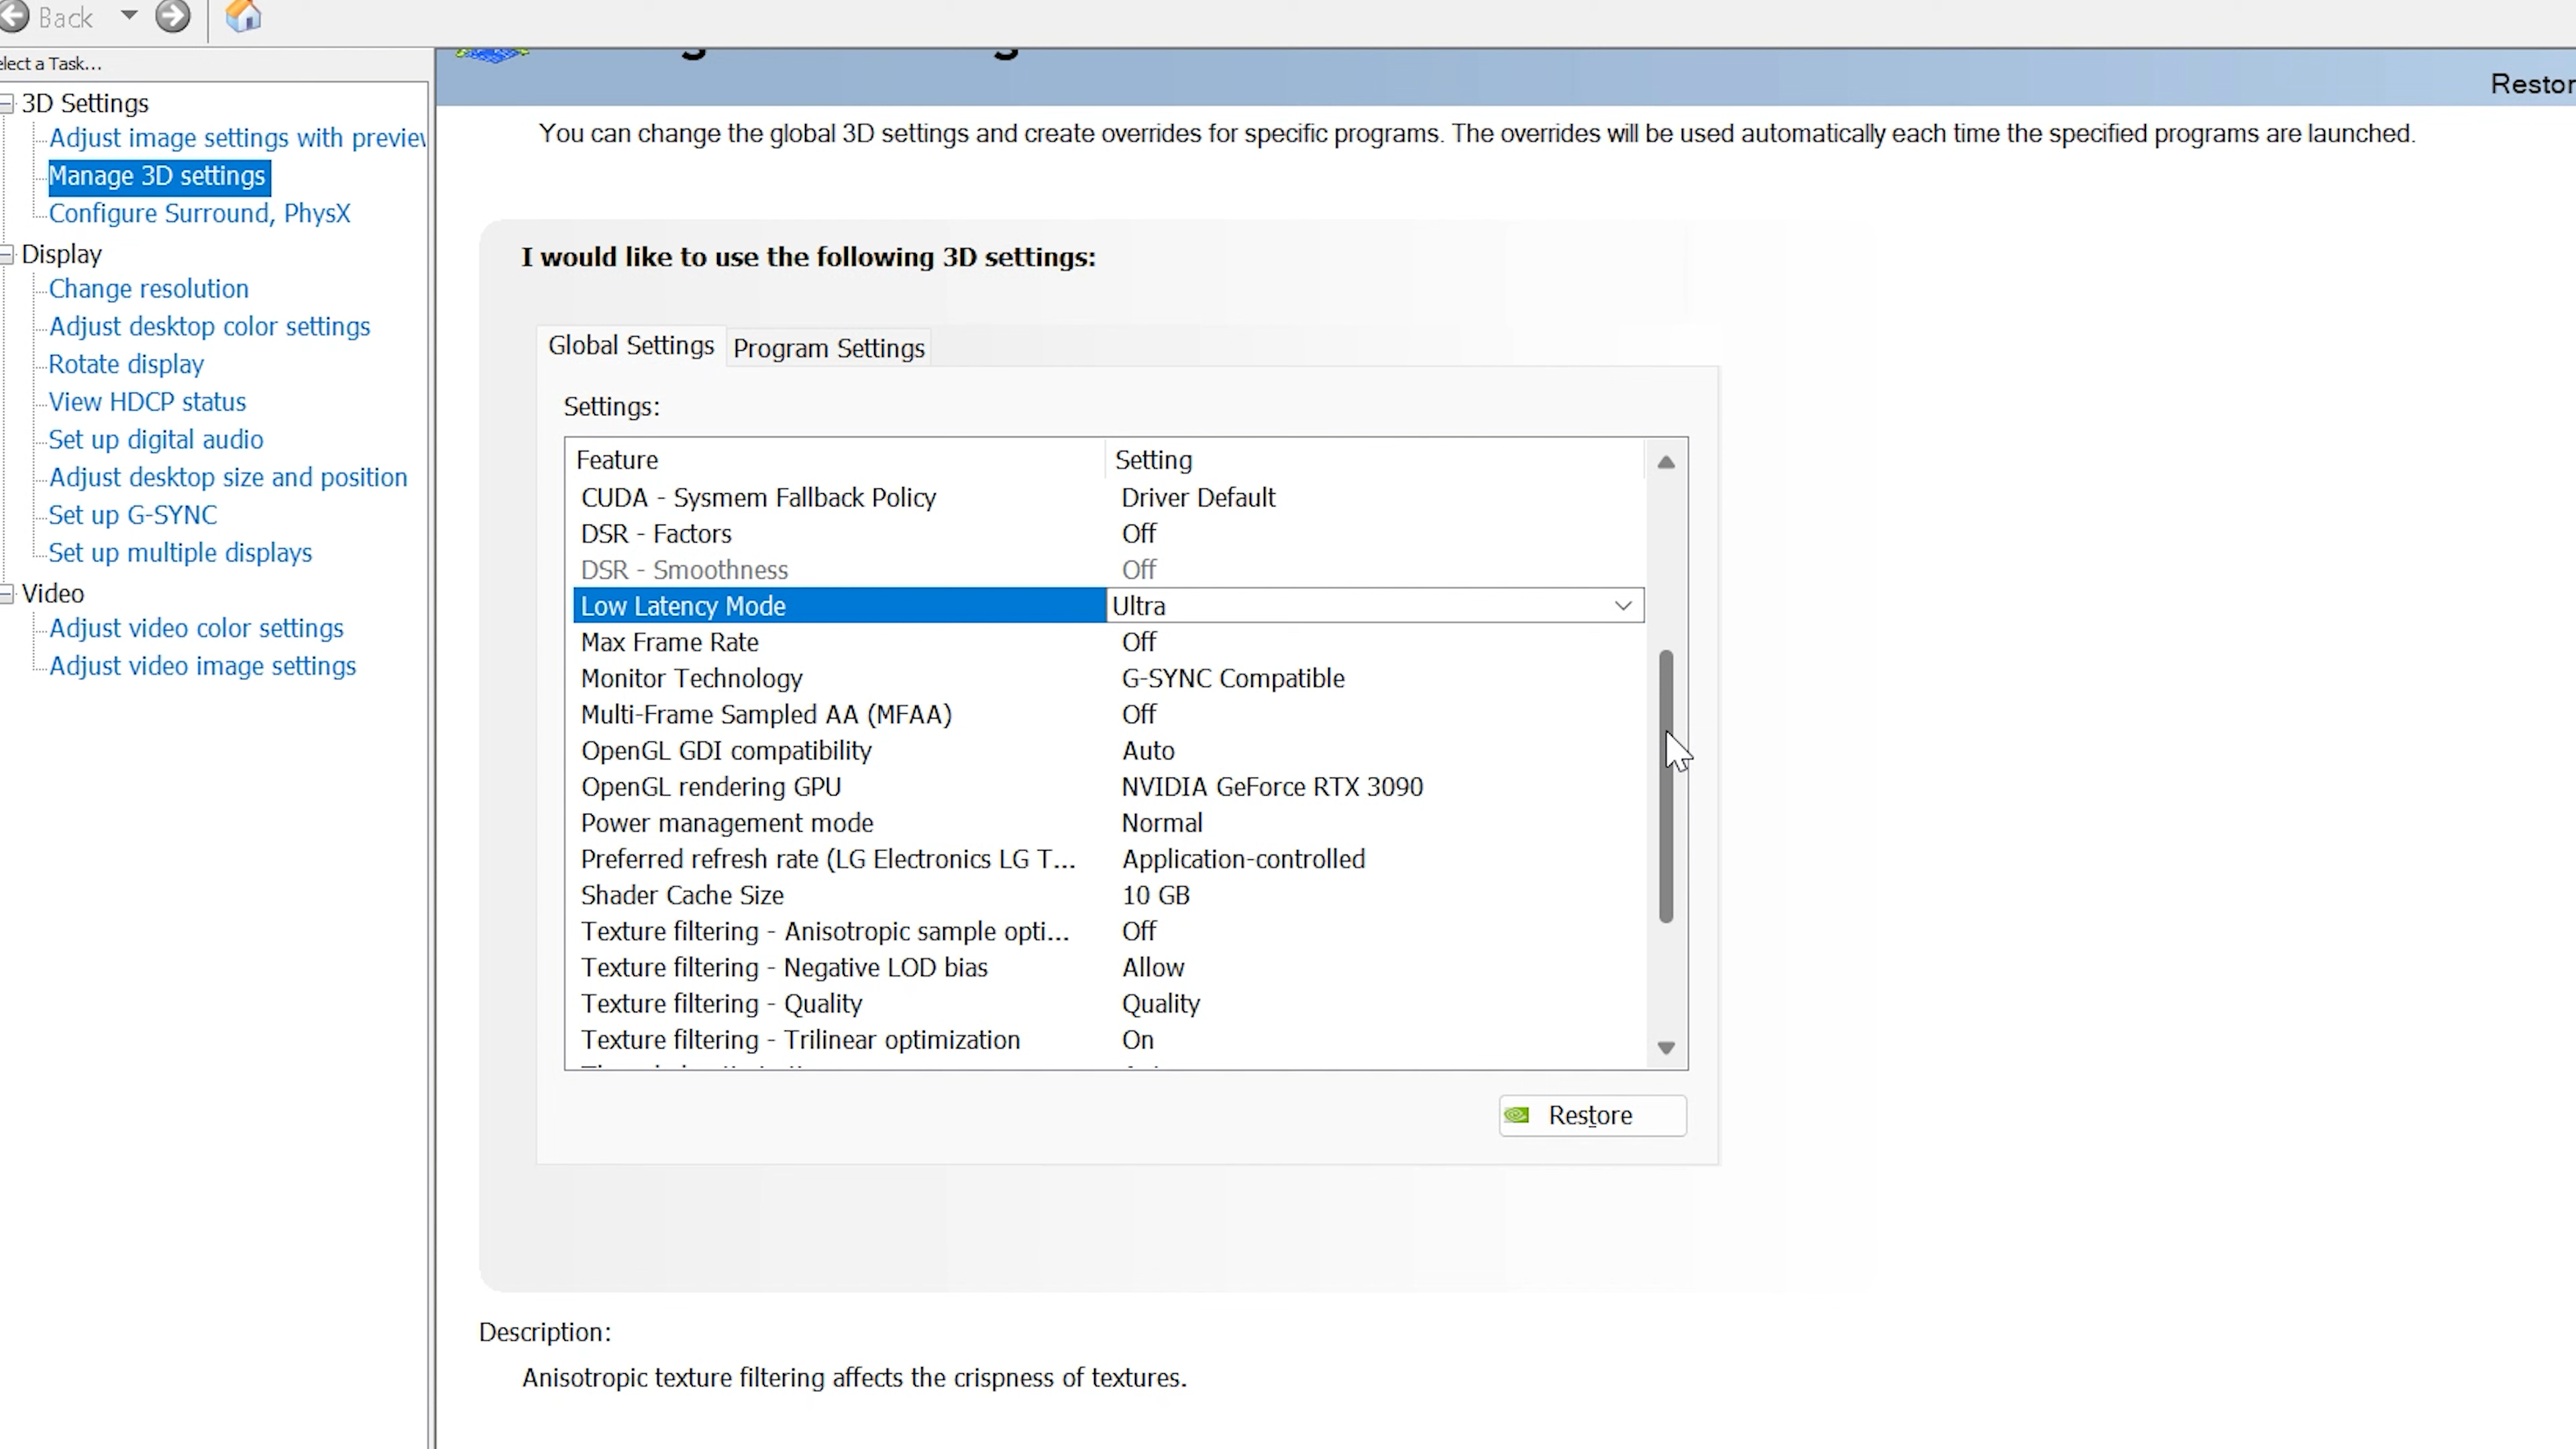 Back
elect a Task...
3D Settings
Adjust image settings with previe
Manage 3D settings
Configure Surround, PhysX
Display
Change resolution
Adjust desktop color settings
Rotate display
View HDCP status
Set up digital audio
Adjust desktop size and position
Set up G-SYNC
Set up multiple displays
Video
Adjust video color settings
Adjust video image settings
Restor
You can change the global 3D settings and create overrides for specific programs. The overrides will be used automatically each time the specified programs are launched.
I would like to use the following 3D settings:
Global Settings Program Settings
Settings:
Feature Setting
CUDA - Sysmem Fallback Policy Driver Default
DSR - Factors Off
DSR - Smoothness Off
Low Latency Mode Ultra
Max Frame Rate Off
Monitor Technology G-SYNC Compatible
Multi-Frame Sampled AA (MFAA) Off
OpenGL GDI compatibility Auto
OpenGL rendering GPU NVIDIA GeForce RTX 3090
Power management mode Normal
Preferred refresh rate (LG Electronics LG T... Application-controlled
Shader Cache Size 10 GB
Texture filtering - Anisotropic sample opti... Off
Texture filtering - Negative LOD bias Allow
Texture filtering - Quality Quality
Texture filtering - Trilinear optimization On
Restore
Description:
Anisotropic texture filtering affects the crispness of textures.